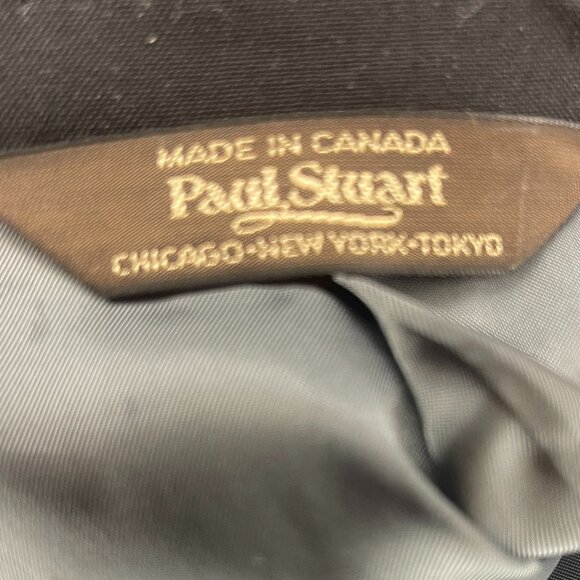 MADE IN CANADA
Paul Stuart
CHICAGO•NEW YORK•TOKYO